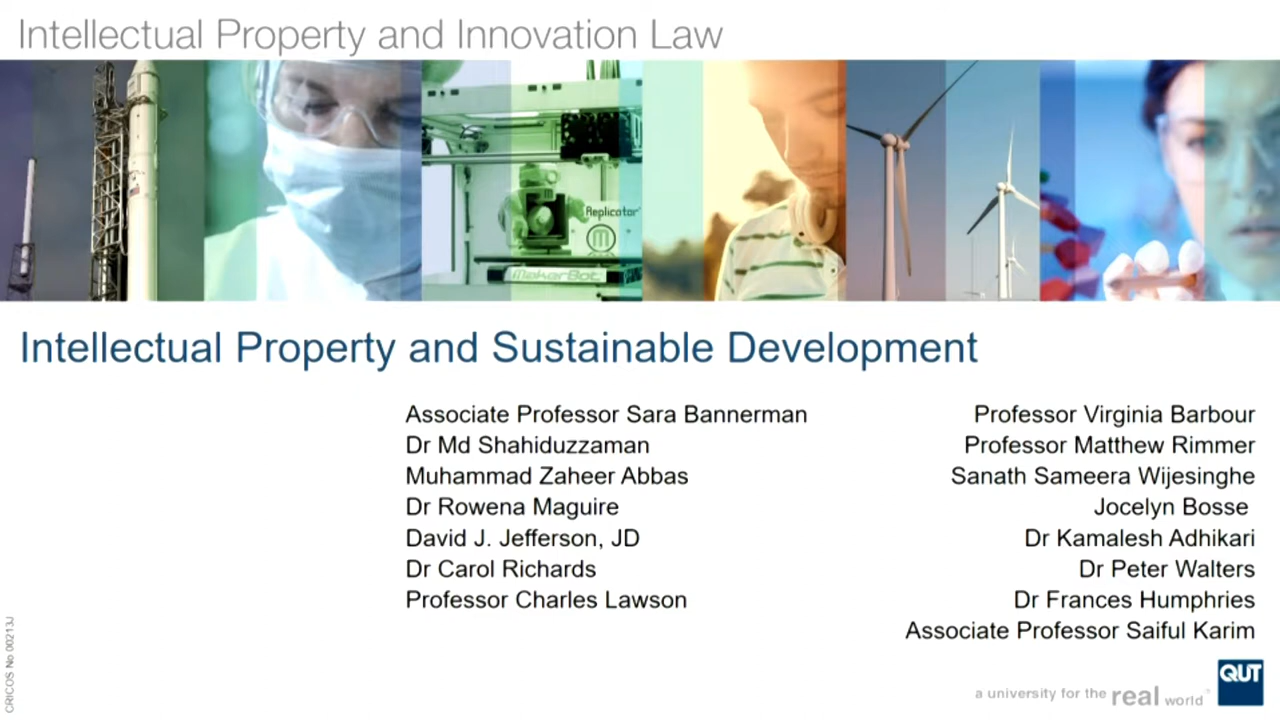 Intellectual Property and Innovation Law
Replicator
M
MakerBot
Intellectual Property and Sustainable Development
Associate Professor Sara Bannerman
Dr Md Shahiduzzaman
Muhammad Zaheer Abbas
Dr Rowena Maguire
David J. Jefferson, JD
Dr Carol Richards
Professor Charles Lawson
Professor Virginia Barbour
Professor Matthew Rimmer
Sanath Sameera Wijesinghe
Jocelyn Bosse
Dr Kamalesh Adhikari
Dr Peter Walters
Dr Frances Humphries
Associate Professor Saiful Karim
CRICOS No 00213J
a university for the real world
QUT